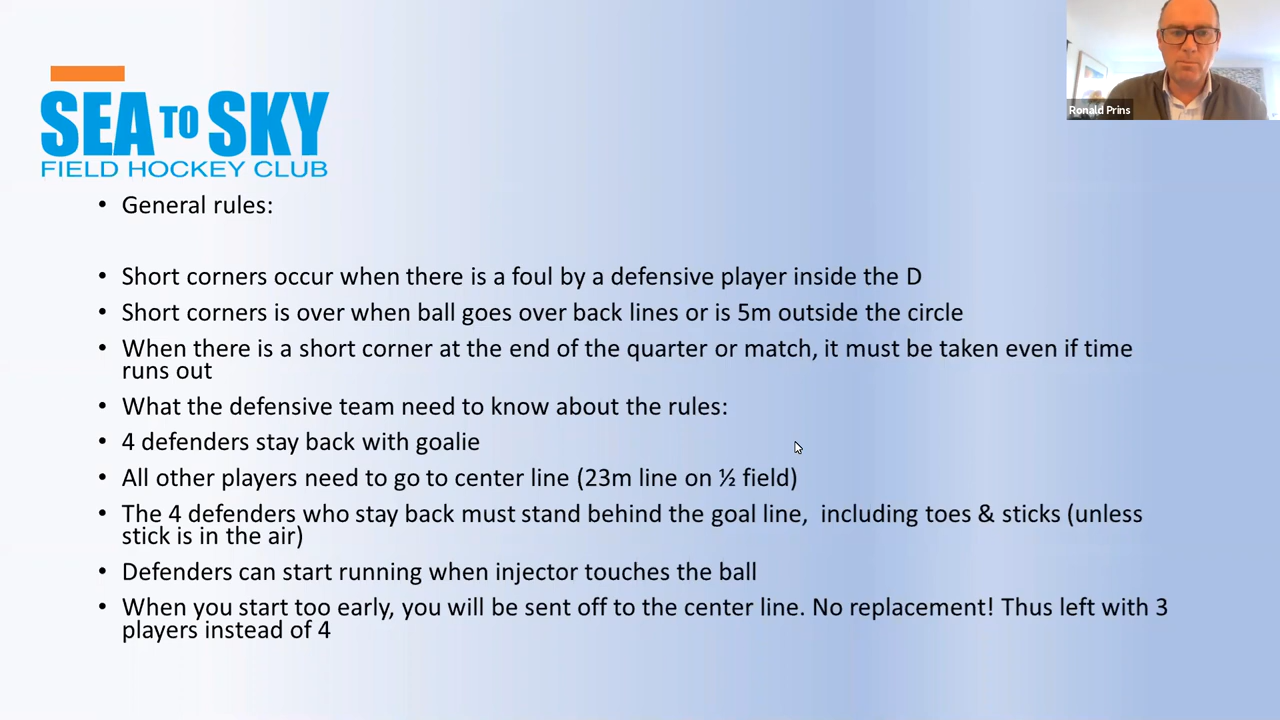 Ronald Prins
SEA TO SKY
FIELD HOCKEY CLUB
• General rules:
• Short corners occur when there is a foul by a defensive player inside the D
• Short corners is over when ball goes over back lines or is 5m outside the circle
• When there is a short corner at the end of the quarter or match, it must be taken even if time
runs out
• What the defensive team need to know about the rules:
• 4 defenders stay back with goalie
• All other players need to go to center line (23m line on ½ field)
• The 4 defenders who stay back must stand behind the goal line,  including toes & sticks (unless
stick is in the air)
• Defenders can start running when injector touches the ball
• When you start too early, you will be sent off to the center line. No replacement! Thus left with 3
players instead of 4